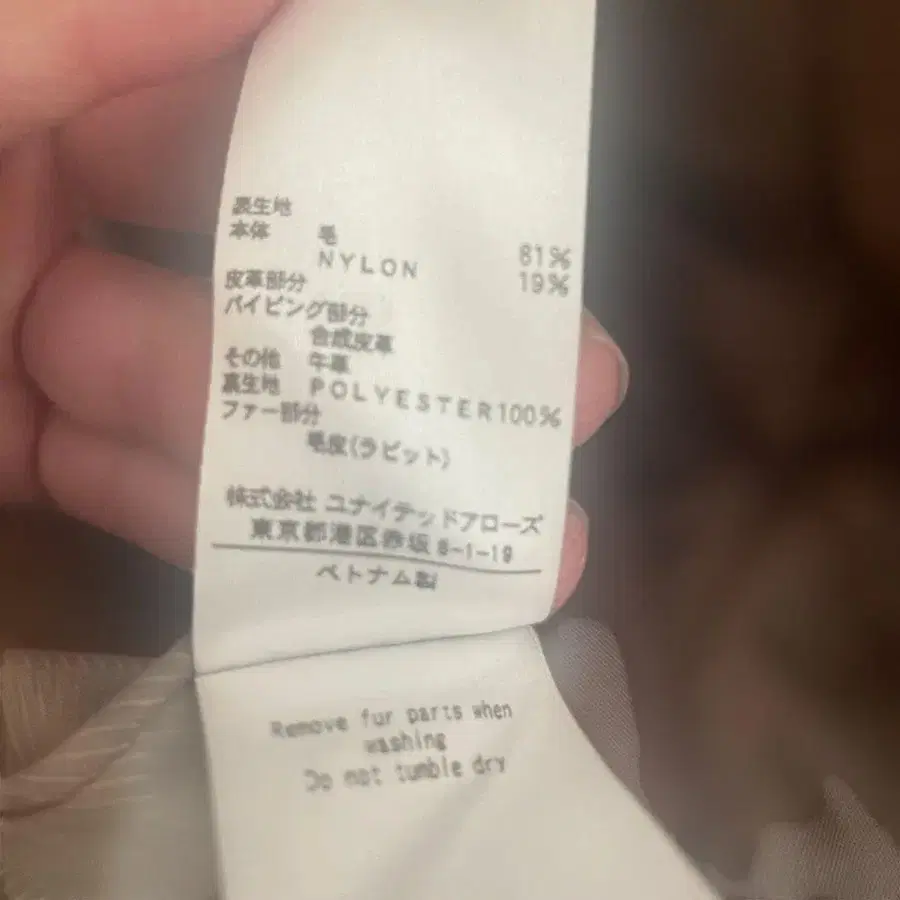 表生地
本体 毛 81%
NYLON 19%
皮革部分
パイピング部分
合成皮革
その他 牛革
裏生地 POLYESTER100%
ファー部分
毛皮(ラビット)
株式会社 ユナイテッドアローズ
東京都港区赤坂 8-1-19
ベトナム製
Remove fur parts when
washing
Do not tumble dry